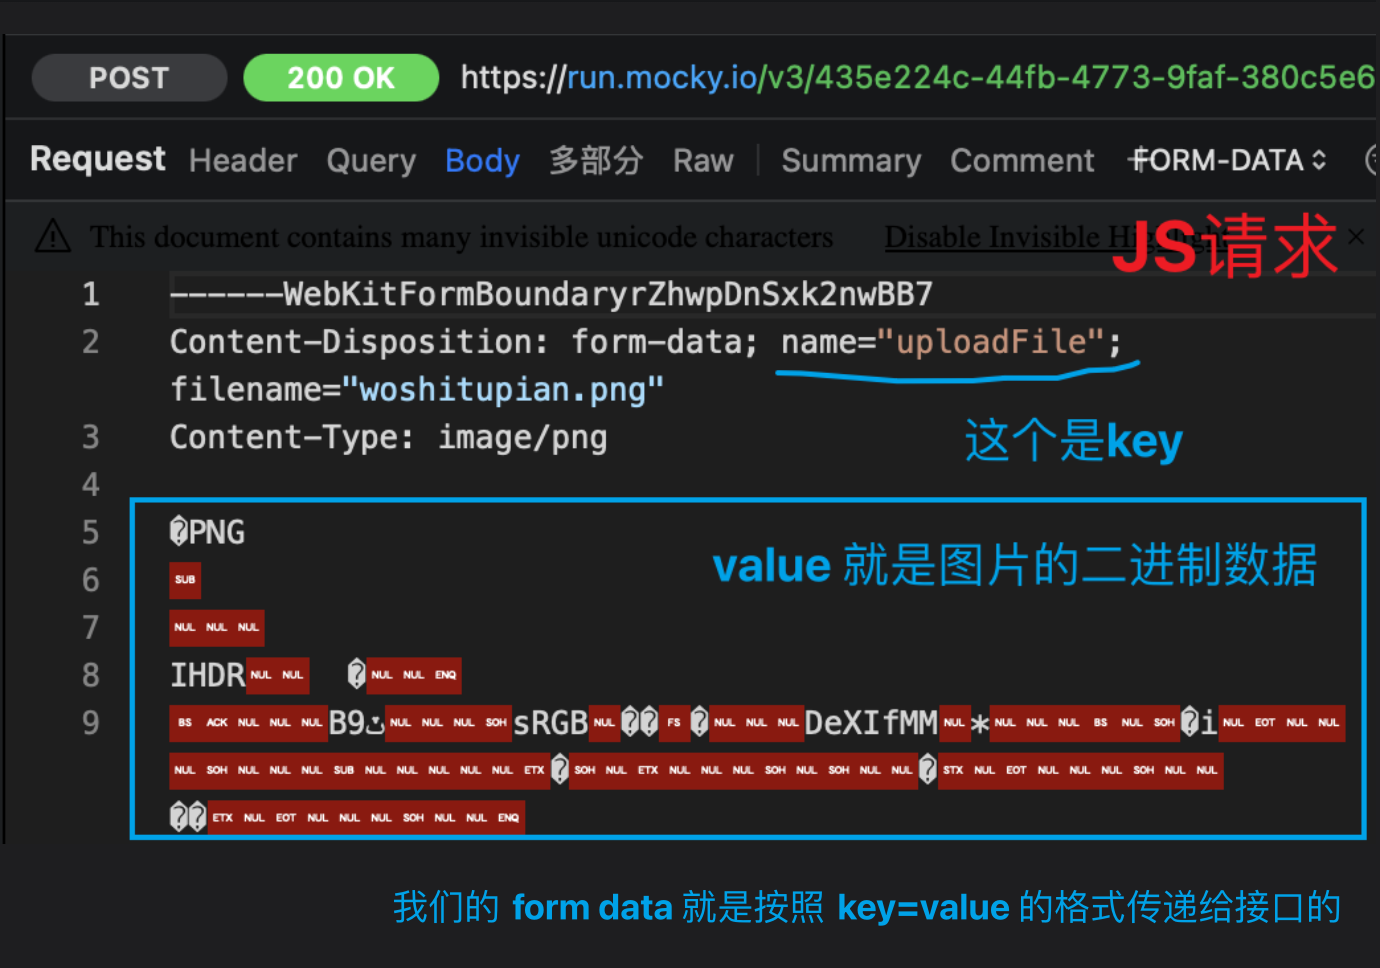 POST 200 OK https://run.mocky.io/v3/435e224c-44fb-4773-9faf-380c5e6
Request Header Query Body 多部分 Raw Summary Comment FORM-DATA
This document contains many invisible unicode characters Disable Invisible Highlight
JS请求
1 ------WebKitFormBoundaryrZhwpDnSxk2nwBB7
2 Content-Disposition: form-data; name="uploadFile";
filename="woshitupian.png"
3 Content-Type: image/png
这个是key
4
5 �PNG
value 就是图片的二进制数据
6 SUB
7 NUL NUL NUL
8 IHDR NUL NUL � NUL NUL ENQ
9 BS ACK NUL NUL NUL B9 NUL NUL NUL SOH sRGB NUL �� FS � NUL NUL NUL DeXIfMM NUL * NUL NUL NUL BS NUL SOH �i NUL EOT NUL NUL
NUL SOH NUL NUL NUL SUB NUL NUL NUL NUL NUL ETX � SOH NUL ETX NUL NUL NUL SOH NUL SOH NUL NUL � STX NUL EOT NUL NUL NUL SOH NUL NUL
�� ETX NUL EOT NUL NUL NUL SOH NUL NUL ENQ
我们的 form data 就是按照 key=value 的格式传递给接口的